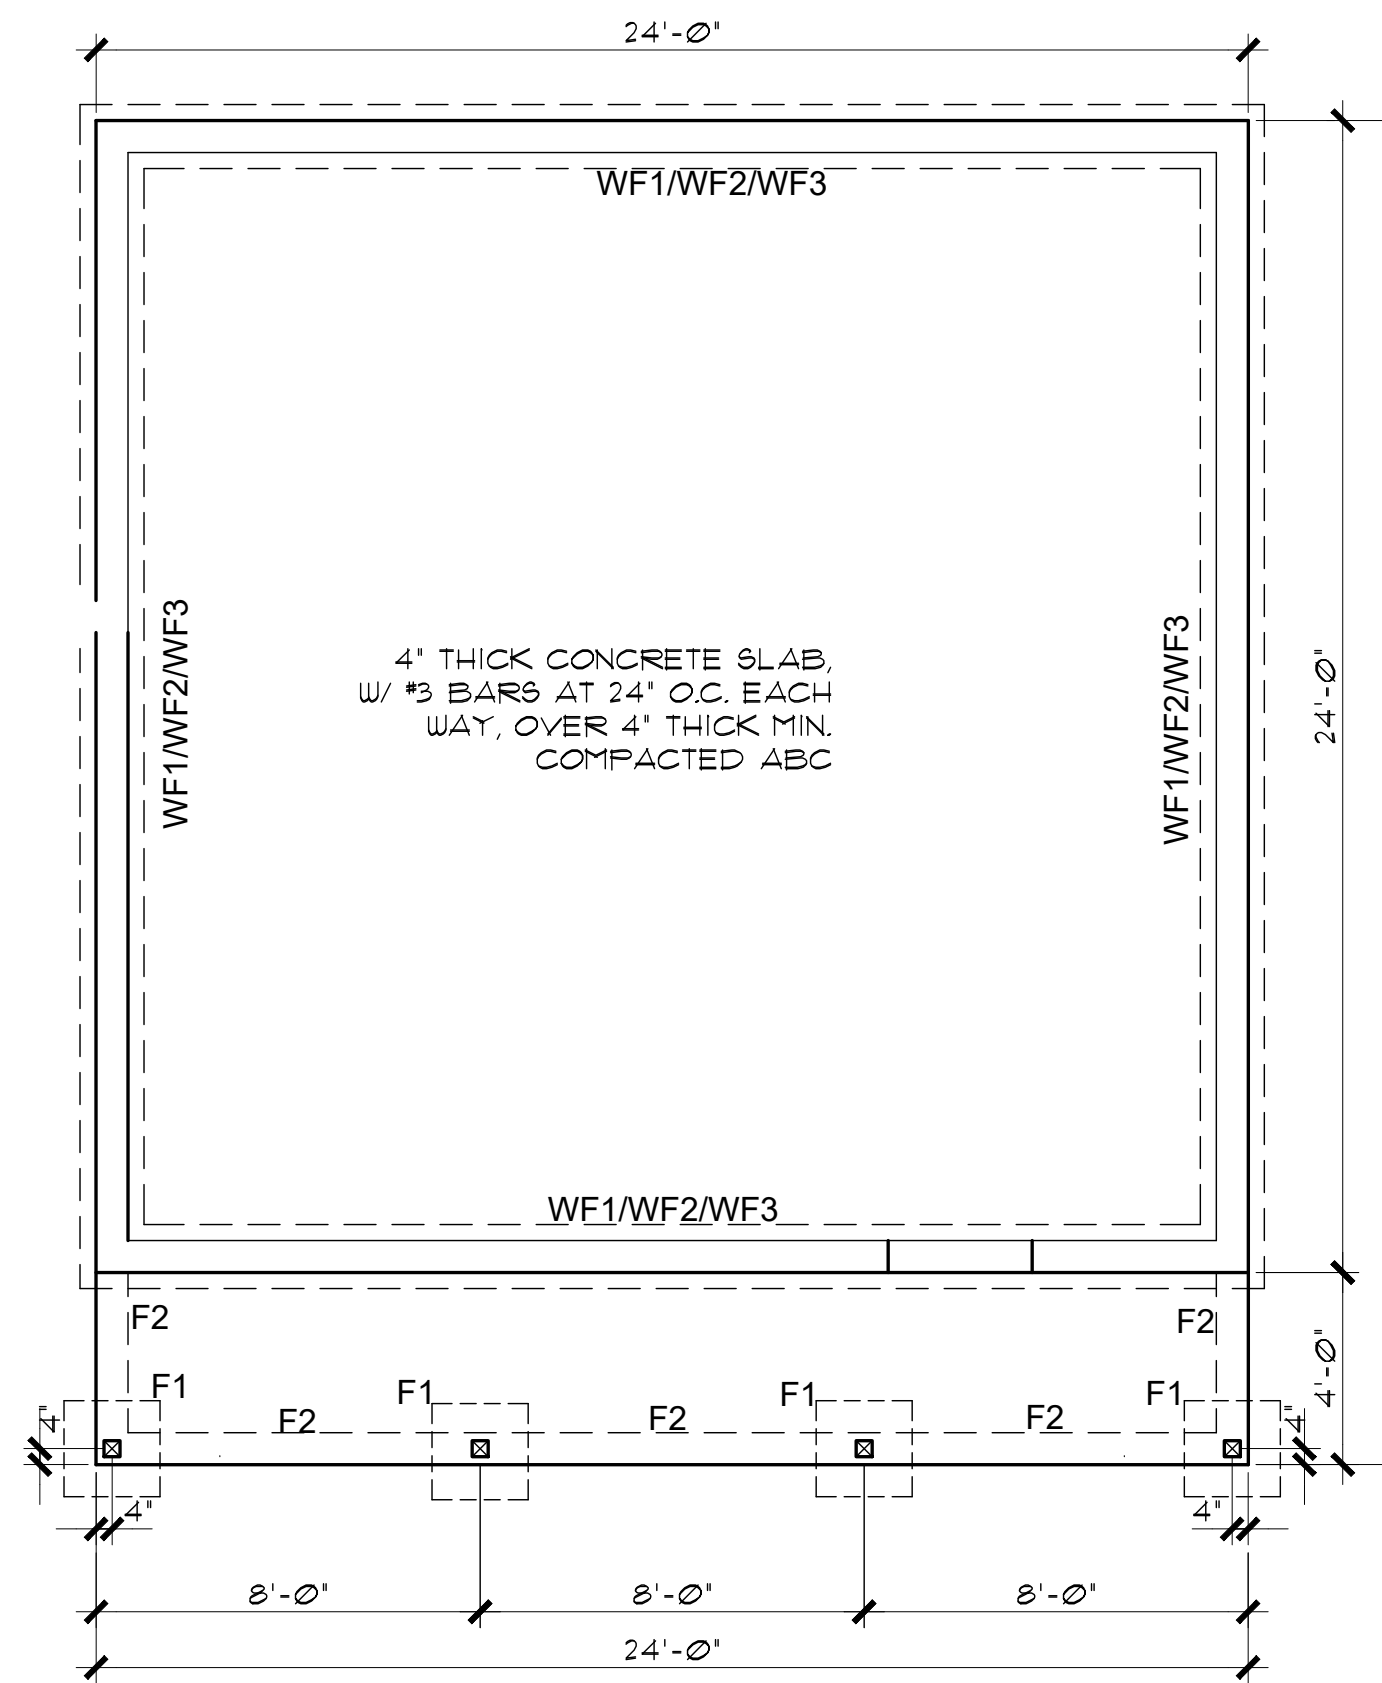 24'-0"
WF1/WF2/WF3
WF1/WF2/WF3
4" THICK CONCRETE SLAB,
W/ #3 BARS AT 24" O.C. EACH
WAY, OVER 4" THICK MIN.
COMPACTED ABC
WF1/WF2/WF3
24'-0"
WF1/WF2/WF3
F2
F2
4'-0"
F1
F1
F1
F1
4"
F2
F2
F2
4"
4"
4"
8'-0"
8'-0"
8'-0"
24'-0"